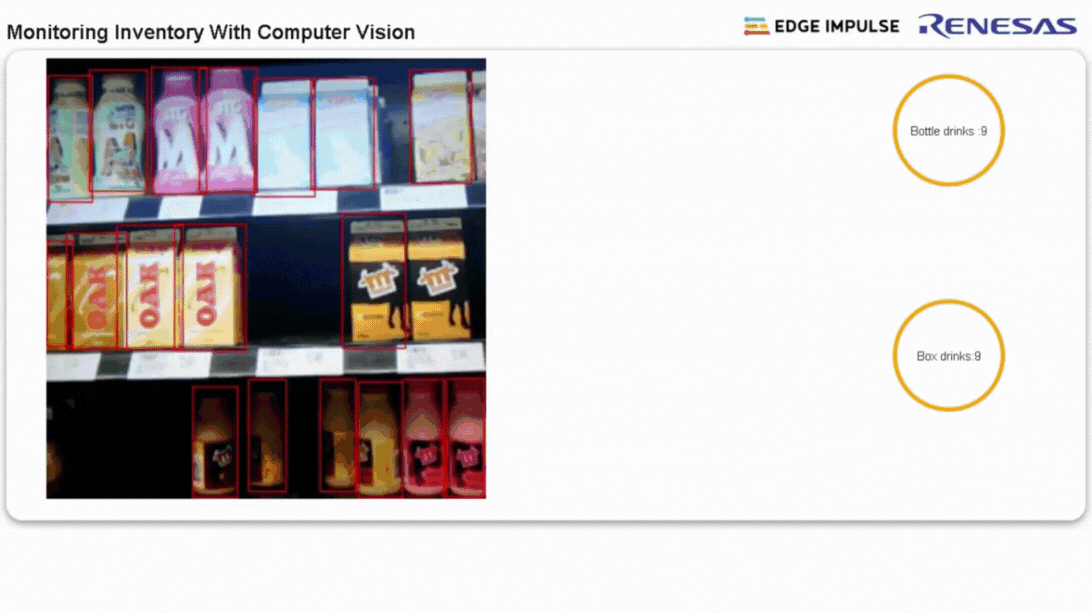 EDGE IMPULSE RENESAS
Monitoring Inventory With Computer Vision
Bottle drinks :9
M
M
OAK
OAK
OAK
Box drinks:9